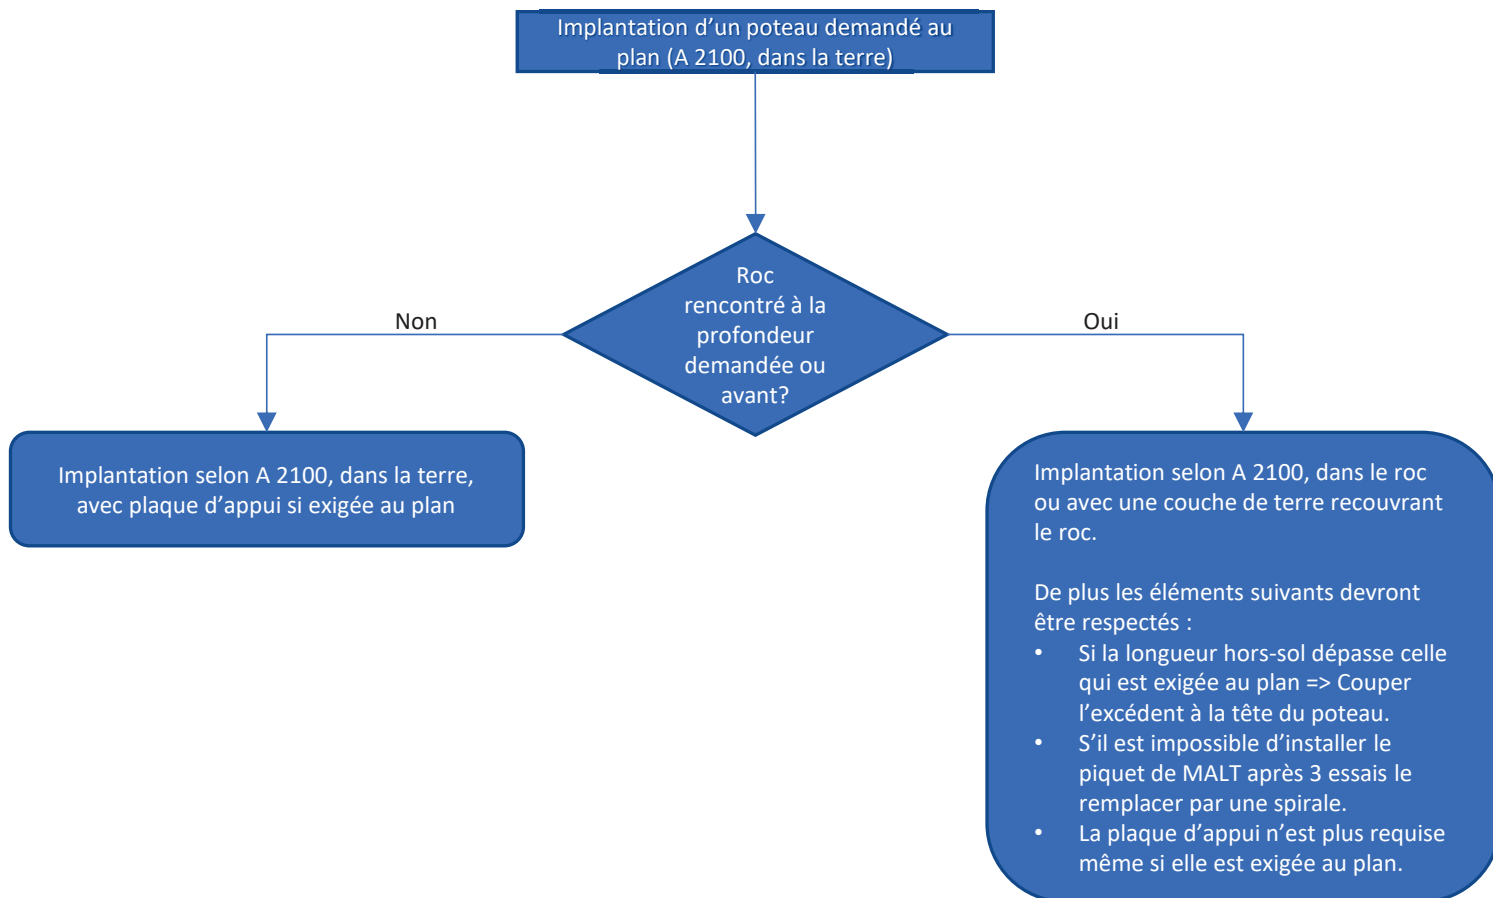 Implantation d’un poteau demandé au
plan (A 2100, dans la terre)
Roc
rencontré à la
profondeur
demandée ou
avant?
Non
Oui
Implantation selon A 2100, dans la terre,
avec plaque d’appui si exigée au plan
Implantation selon A 2100, dans le roc
ou avec une couche de terre recouvrant
le roc.
De plus les éléments suivants devront
être respectés :
• Si la longueur hors-sol dépasse celle
qui est exigée au plan => Couper
l’excédent à la tête du poteau.
• S’il est impossible d’installer le
piquet de MALT après 3 essais le
remplacer par une spirale.
• La plaque d’appui n’est plus requise
même si elle est exigée au plan.